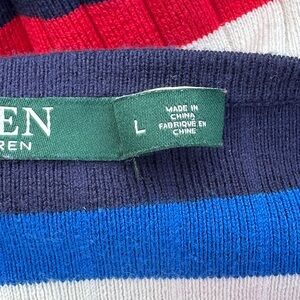 EN
REN
L
MADE IN
CHINA
FABRIQUÉ EN
CHINE